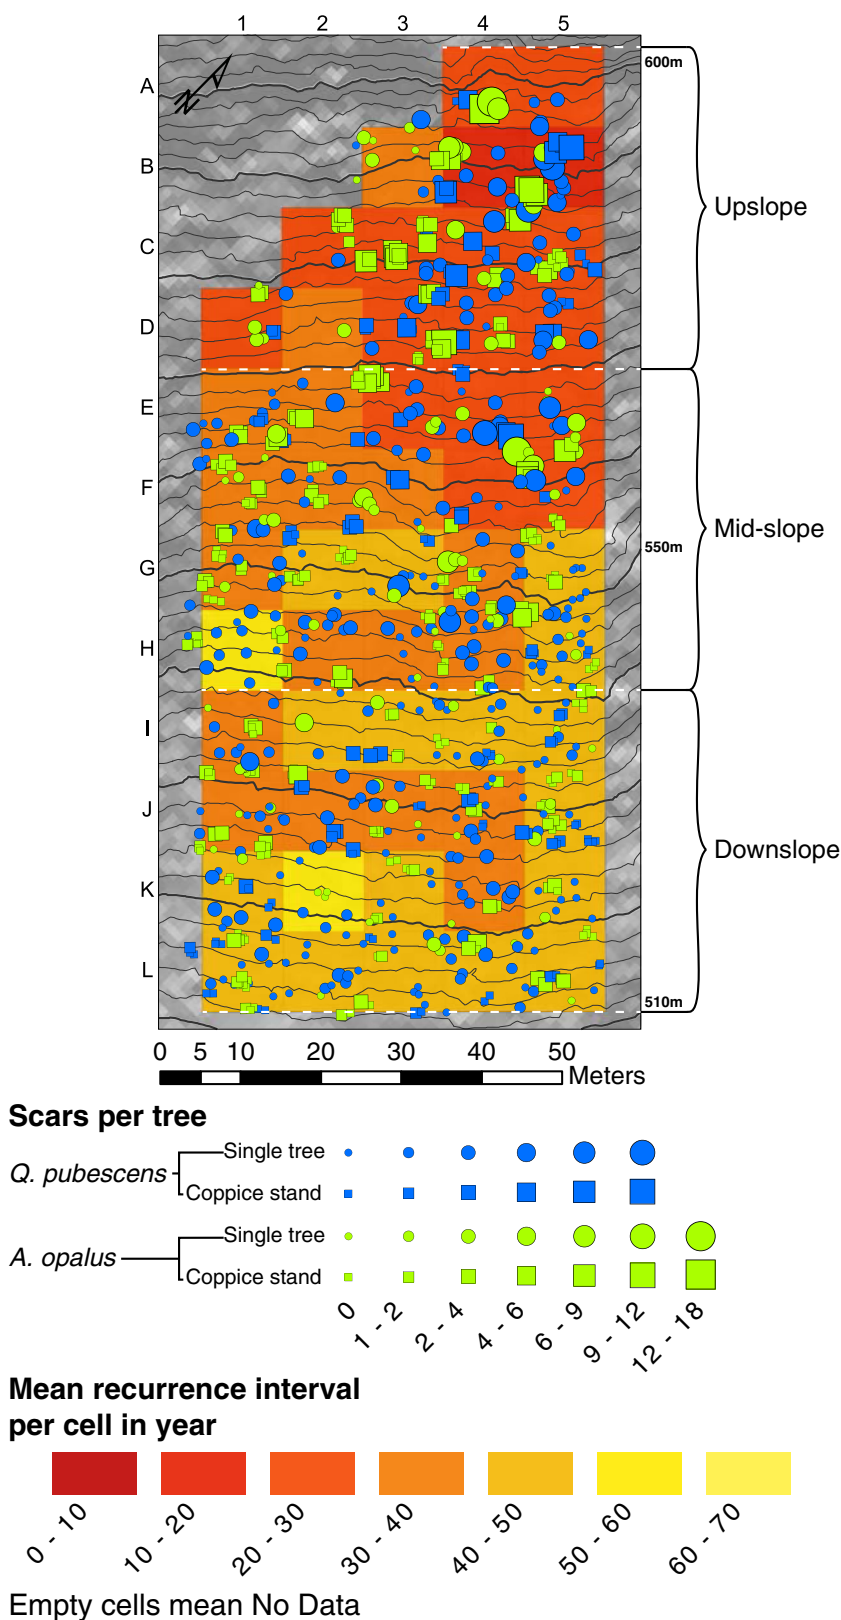 1 2 3 4 5
A
B
C
D
E
F
G
H
I
J
K
L
N
600m
550m
510m
Upslope
Mid-slope
Downslope
0 5 10 20 30 40 50
Meters
Scars per tree
Q. pubescens
Single tree
Coppice stand
A. opalus
Single tree
Coppice stand
0
1 - 2
2 - 4
4 - 6
6 - 9
9 - 12
12 - 18
Mean recurrence interval
per cell in year
0 - 10
10 - 20
20 - 30
30 - 40
40 - 50
50 - 60
60 - 70
Empty cells mean No Data